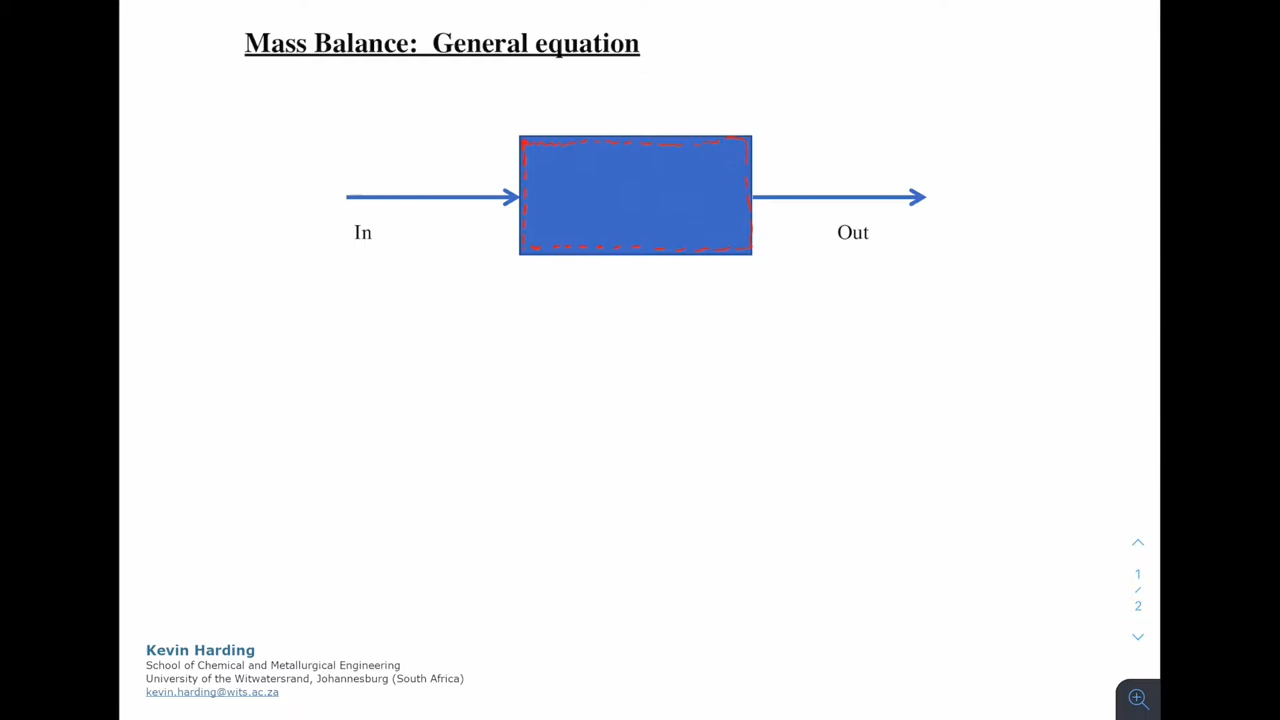 Mass Balance:  General equation
In
Out
1
/
2
Kevin Harding
School of Chemical and Metallurgical Engineering
University of the Witwatersrand, Johannesburg (South Africa)
kevin.harding@wits.ac.za